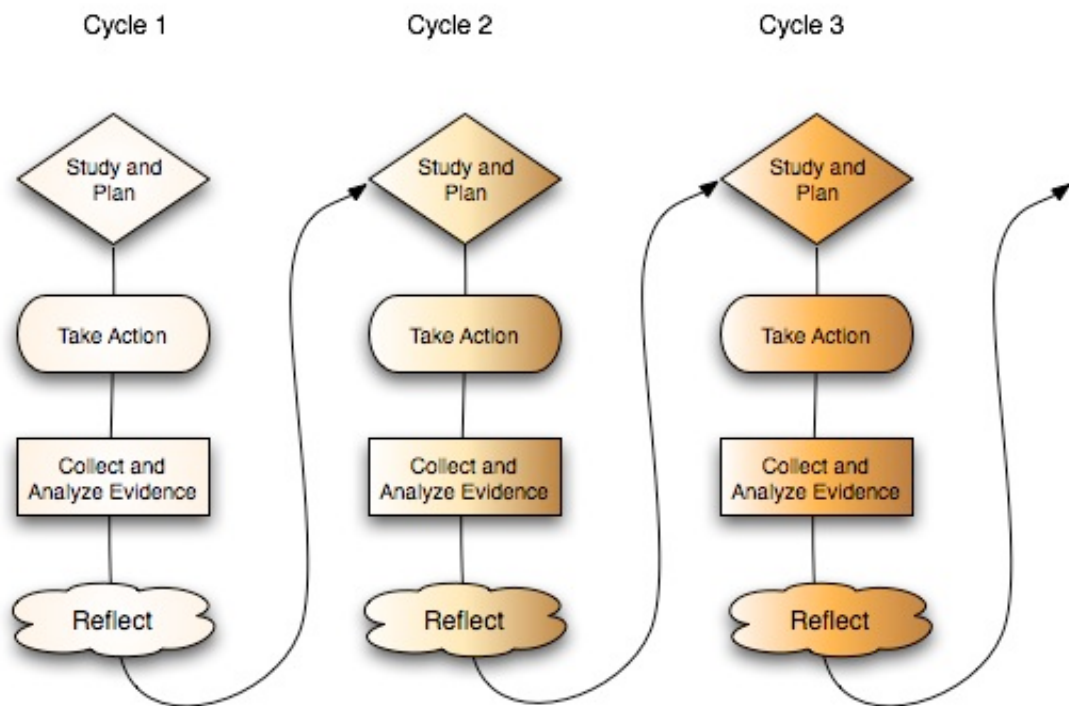 Cycle 1
Cycle 2
Cycle 3
Study and
Plan
Take Action
Collect and
Analyze Evidence
Reflect
Study and
Plan
Take Action
Collect and
Analyze Evidence
Reflect
Study and
Plan
Take Action
Collect and
Analyze Evidence
Reflect